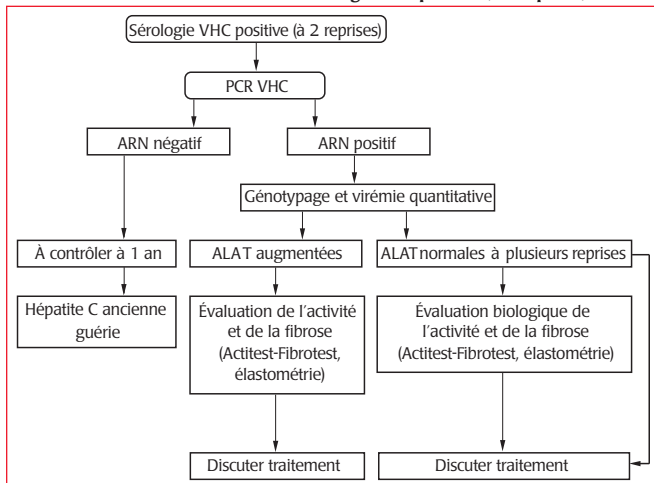 Sérologie VHC positive (à 2 reprises)
PCR VHC
ARN négatif
ARN positif
Génotypage et virémie quantitative
À contrôler à 1 an
ALAT augmentées
ALAT normales à plusieurs reprises
Hépatite C ancienne
guérie
Évaluation de l'activité
et de la fibrose
(Actitest-Fibrotest,
élastométrie)
Évaluation biologique de
l'activité et de la fibrose
(Actitest-Fibrotest, élastométrie)
Discuter traitement
Discuter traitement